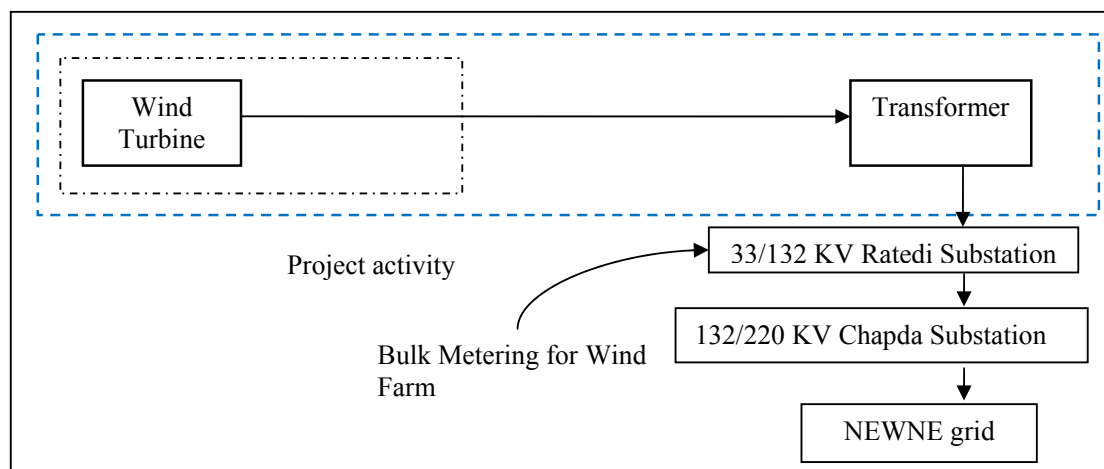 Wind
Turbine
Transformer
33/132 KV Ratedi Substation
Project activity
132/220 KV Chapda Substation
Bulk Metering for Wind
Farm
NEWNE grid